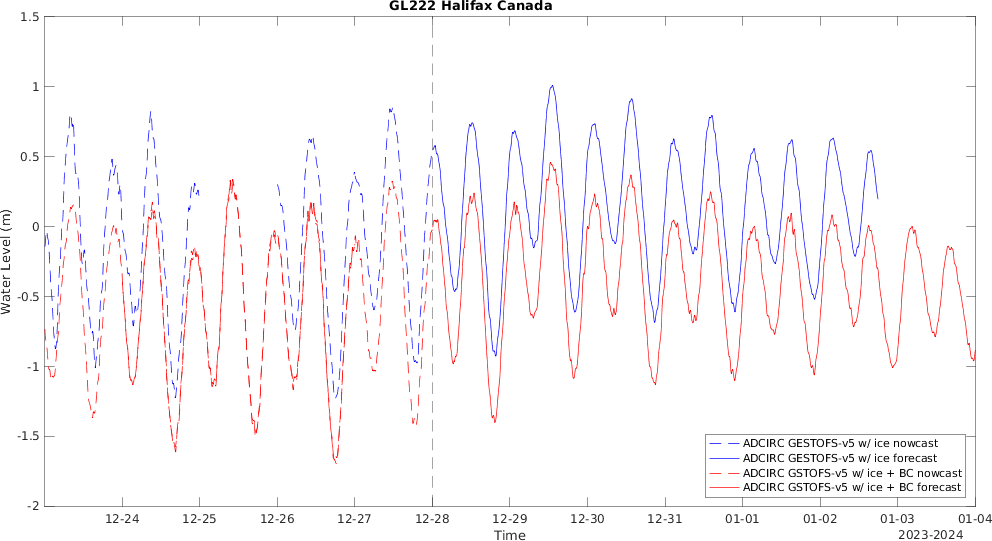 GL222 Halifax Canada
1.5
1
0.5
0
-0.5
-1
-1.5
-2
Water Level (m)
12-24 12-25 12-26 12-27 12-28 12-29 12-30 12-31 01-01 01-02 01-03 01-04
Time
2023-2024
ADCIRC GESTOFS-v5 w/ ice nowcast
ADCIRC GESTOFS-v5 w/ ice forecast
ADCIRC GSTOFS-v5 w/ ice + BC nowcast
ADCIRC GSTOFS-v5 w/ ice + BC forecast